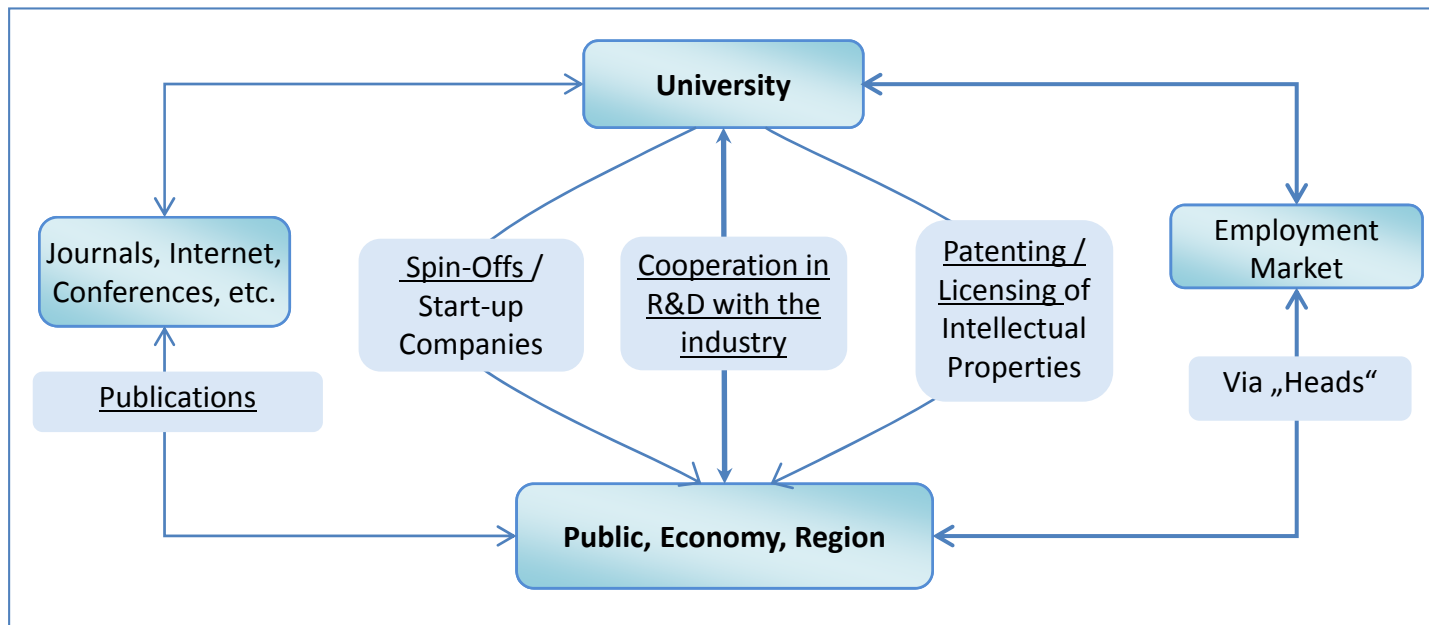 University
Journals, Internet,
Conferences, etc.
Spin-Offs /
Start-up
Companies
Cooperation in
R&D with the
industry
Patenting /
Licensing of
Intellectual
Properties
Employment
Market
Publications
Via „Heads“
Public, Economy, Region